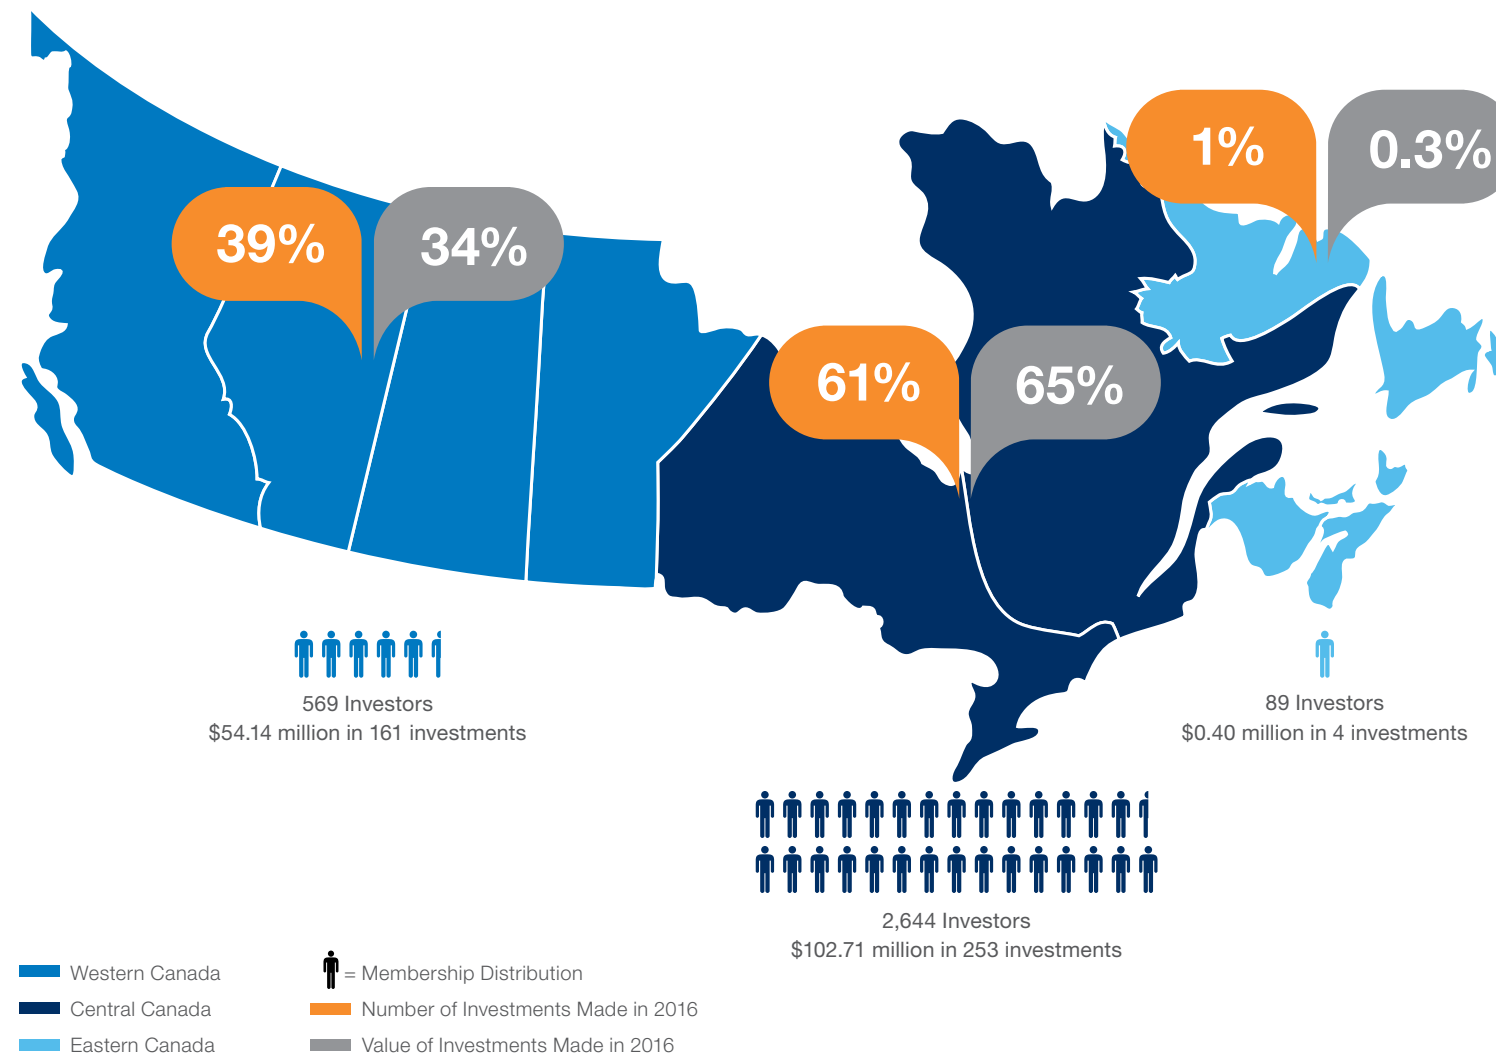 1%
0.3%
39%
34%
61%
65%
569 Investors
$54.14 million in 161 investments
89 Investors
$0.40 million in 4 investments
2,644 Investors
$102.71 million in 253 investments
Western Canada
Central Canada
Eastern Canada
= Membership Distribution
Number of Investments Made in 2016
Value of Investments Made in 2016